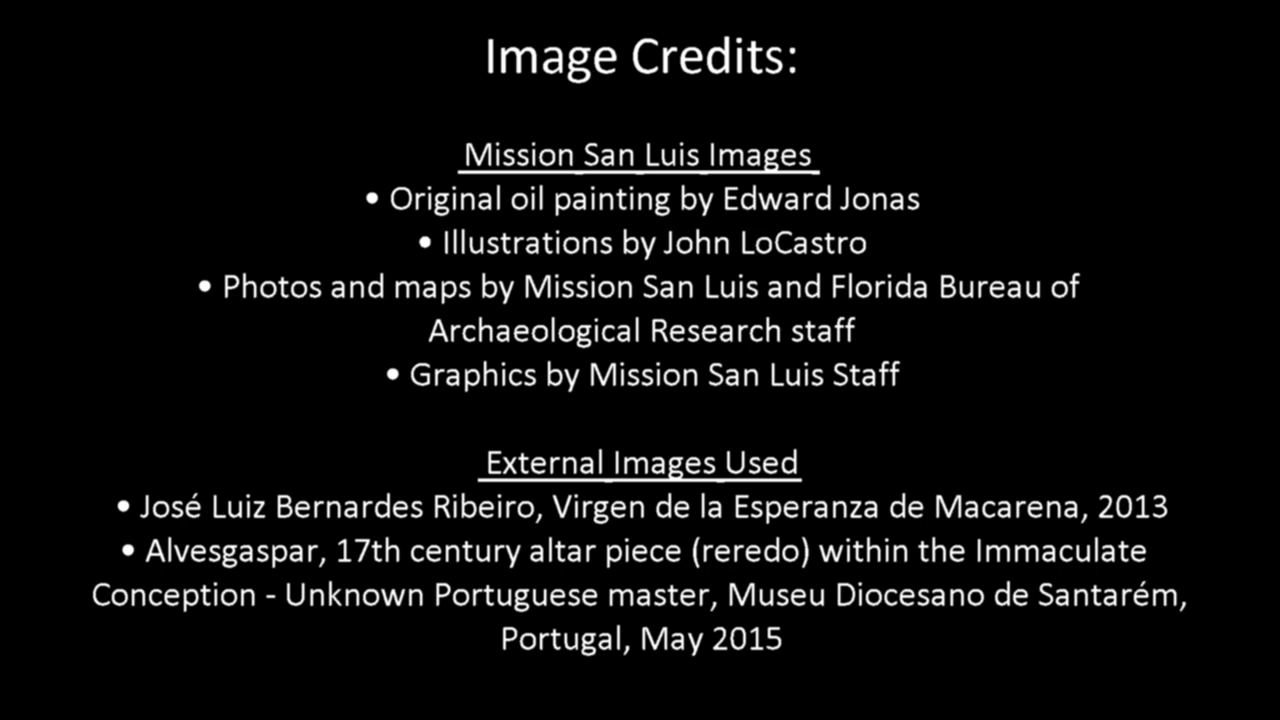 Image Credits:
Mission San Luis Images
• Original oil painting by Edward Jonas
• Illustrations by John LoCastro
• Photos and maps by Mission San Luis and Florida Bureau of
Archaeological Research staff
• Graphics by Mission San Luis Staff
External Images Used
• José Luiz Bernardes Ribeiro, Virgen de la Esperanza de Macarena, 2013
• Alvesgaspar, 17th century altar piece (reredo) within the Immaculate
Conception - Unknown Portuguese master, Museu Diocesano de Santarém,
Portugal, May 2015